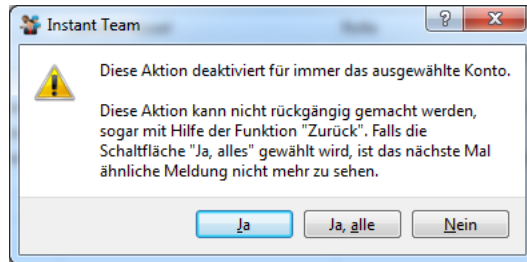 Instant Team
Diese Aktion deaktiviert für immer das ausgewählte Konto.
Diese Aktion kann nicht rückgängig gemacht werden,
sogar mit Hilfe der Funktion "Zurück". Falls die
Schaltfläche "Ja, alles" gewählt wird, ist das nächste Mal
ähnliche Meldung nicht mehr zu sehen.
Ja
Ja, alle
Nein